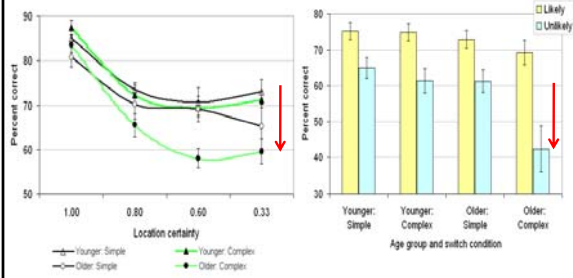 90
80
70
60
50
Percent correct
1.00 0.80 0.60 0.33
Location certainty
Younger: Simple
Younger: Complex
Older: Simple
Older: Complex
80
70
60
50
40
30
Percent correct
Likely
Unlikely
Younger: Simple
Younger: Complex
Older: Simple
Older: Complex
Age group and switch condition